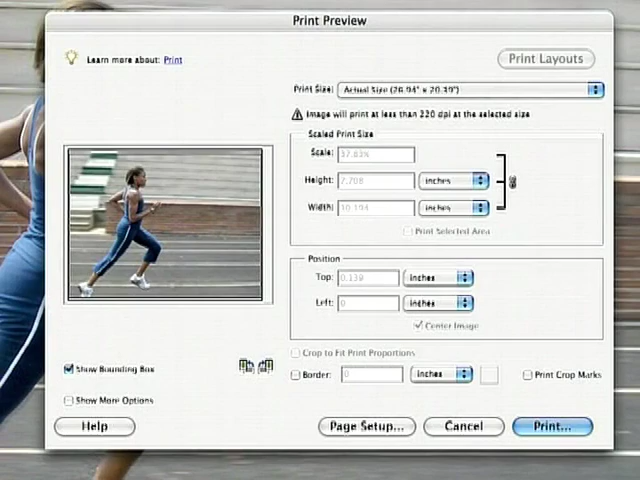 Print Preview
Learn more about: Print
Print Layouts
Print Size: Actual Size (26.94" x 20.39")
Image will print at less than 220 dpi at the selected size
Scaled Print Size
Scale: 37.83%
Height: 7.708 inches
Width: 10.193 inches
Print Selected Area
Position
Top: 0.139 inches
Left: 0 inches
Center Image
Crop to Fit Print Proportions
Show Bounding Box
Border: 0 inches
Print Crop Marks
Show More Options
Help
Page Setup...
Cancel
Print...